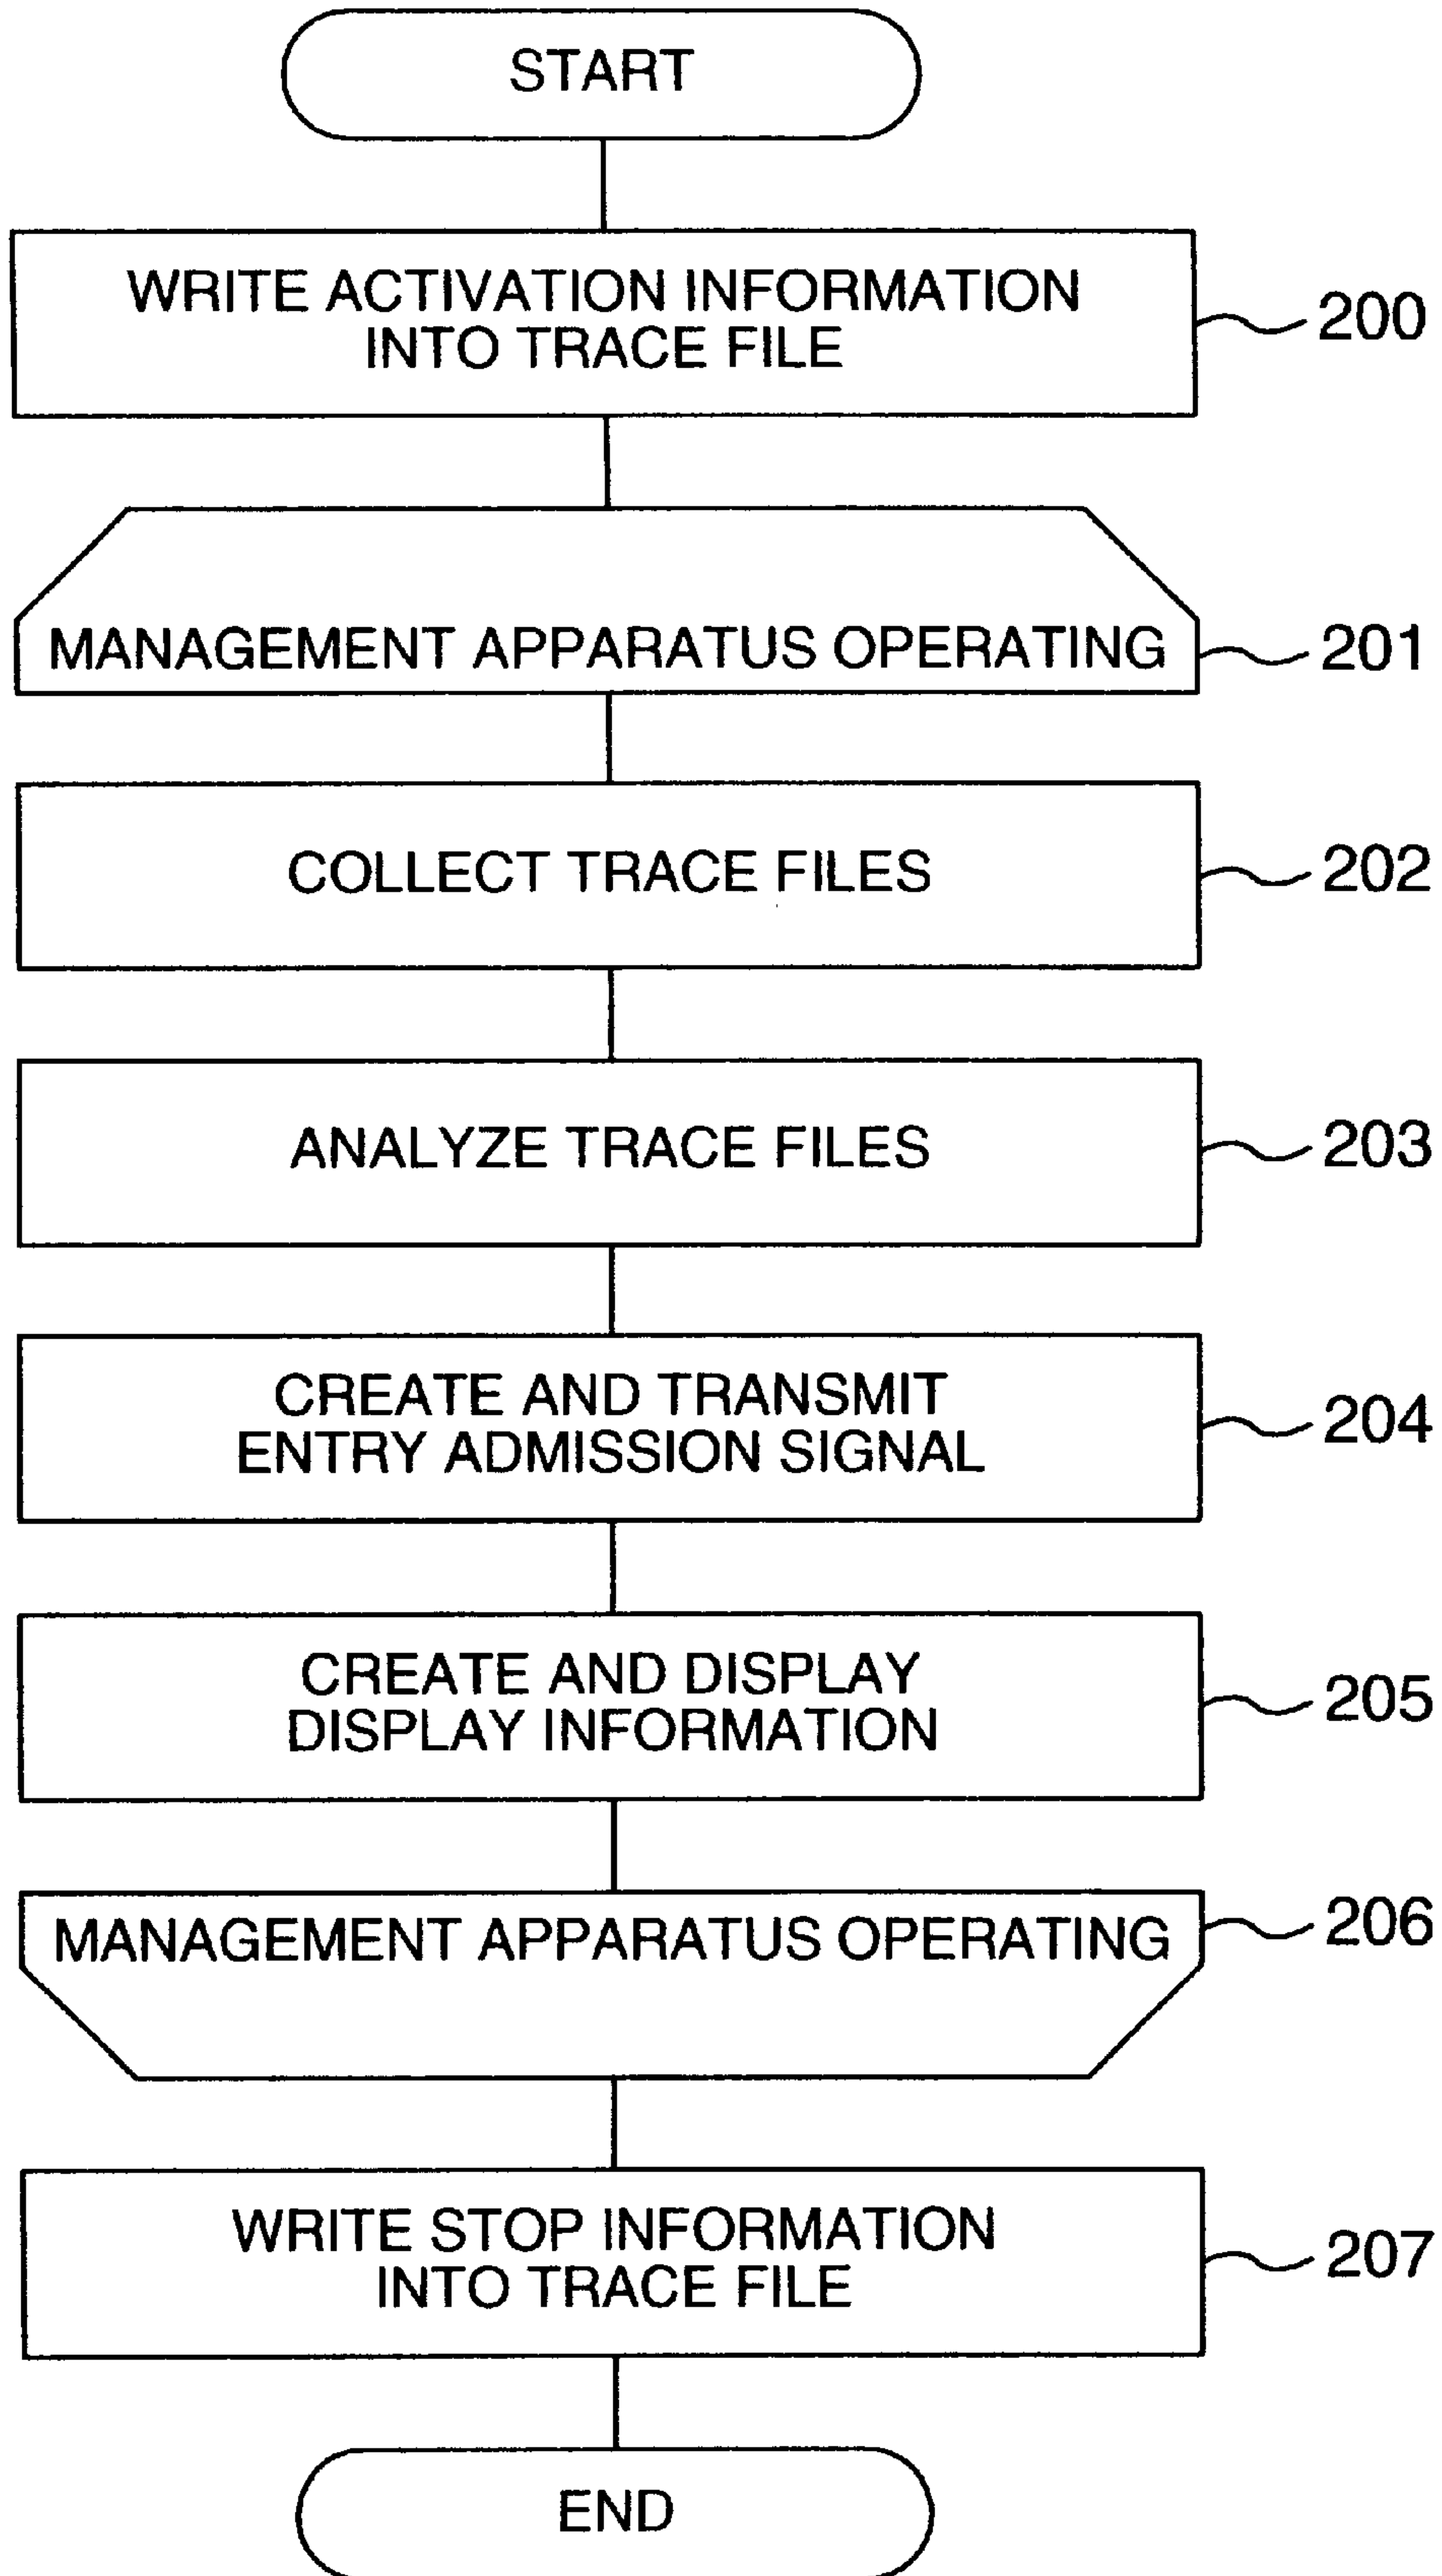 START
WRITE ACTIVATION INFORMATION
INTO TRACE FILE
200
MANAGEMENT APPARATUS OPERATING
201
COLLECT TRACE FILES
202
ANALYZE TRACE FILES
203
CREATE AND TRANSMIT
ENTRY ADMISSION SIGNAL
204
CREATE AND DISPLAY
DISPLAY INFORMATION
205
MANAGEMENT APPARATUS OPERATING
206
WRITE STOP INFORMATION
INTO TRACE FILE
207
END